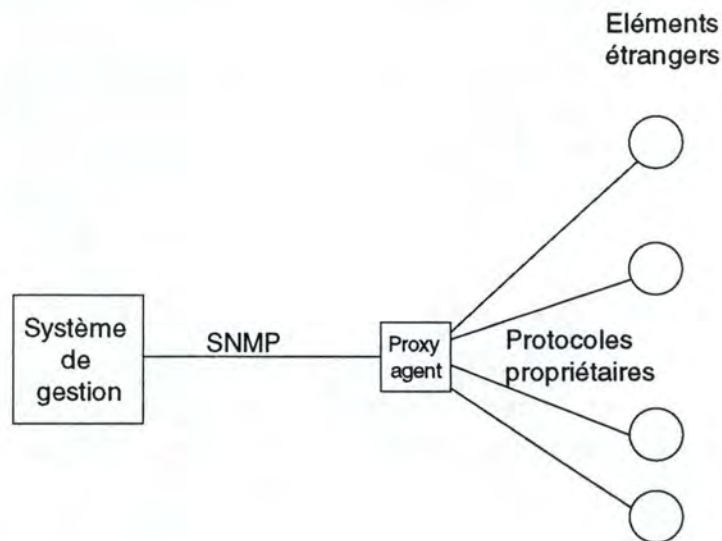 Eléments
étrangers
Système
de
gestion
SNMP
Proxy
agent
Protocoles
propriétaires